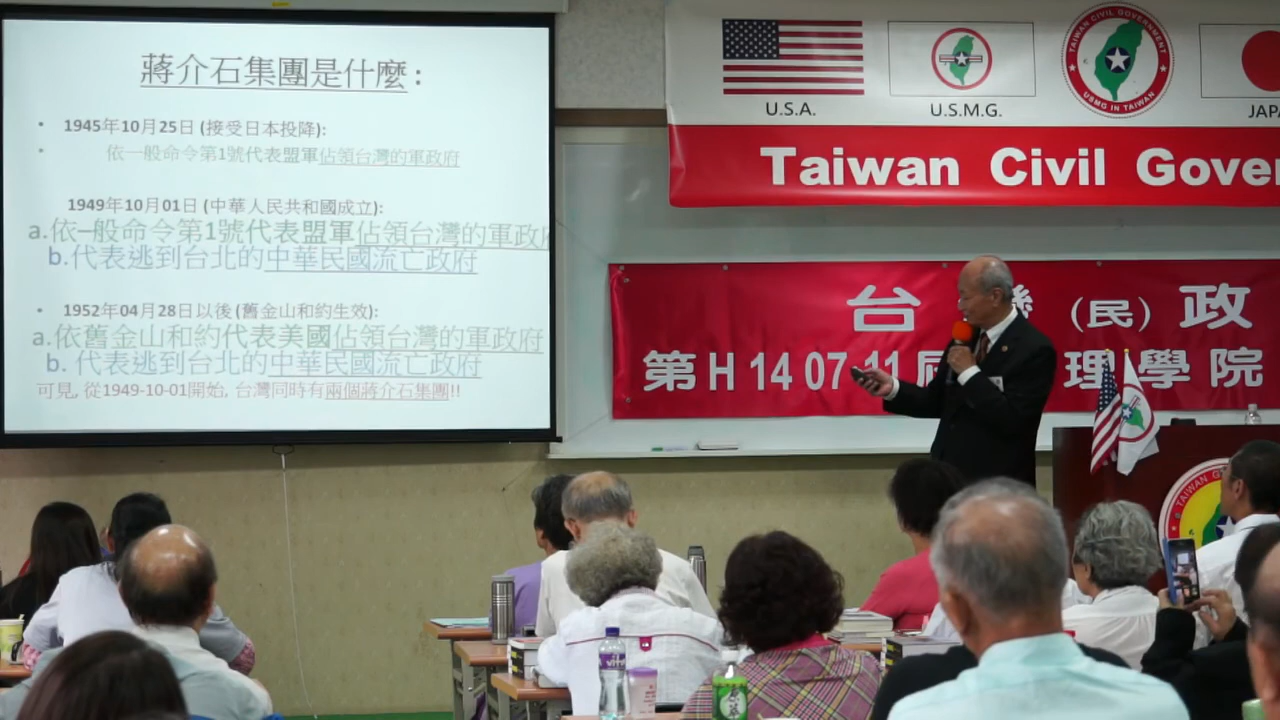 蔣介石集團是什麼:
• 1945年10月25日 (接受日本投降):
• 依一般命令第1號代表盟軍佔領台灣的軍政府
1949年10月01日 (中華人民共和國成立):
a.依一般命令第1號代表盟軍佔領台灣的軍政府
b.代表逃到台北的中華民國流亡政府
• 1952年04月28日以後 (舊金山和約生效):
a.依舊金山和約代表美國佔領台灣的軍政府
b. 代表逃到台北的中華民國流亡政府
可見, 從1949-10-01開始, 台灣同時有兩個蔣介石集團!!
TAIWAN CIVIL GOVERNMENT
USMG IN TAIWAN
U.S.A.
U.S.M.G.
JAPA
Taiwan Civil Gover
台 (民) 政
第H 14 07-11 理學院
TAIWAN